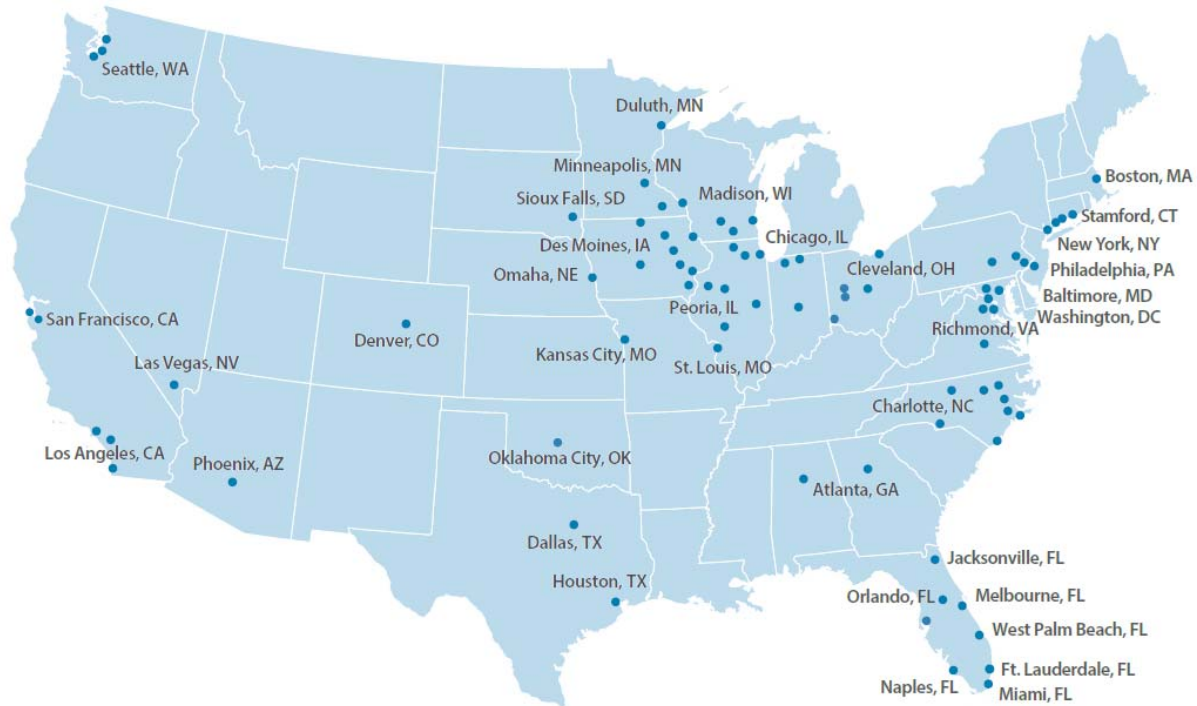 Seattle, WA
Duluth, MN
Minneapolis, MN
Boston, MA
Sioux Falls, SD
Madison, WI
Stamford, CT
Chicago, IL
Des Moines, IA
New York, NY
Omaha, NE
Cleveland, OH
Philadelphia, PA
Baltimore, MD
Peoria, IL
San Francisco, CA
Washington, DC
Richmond, VA
Denver, CO
Kansas City, MO
Las Vegas, NV
St. Louis, MO
Charlotte, NC
Los Angeles, CA
Phoenix, AZ
Oklahoma City, OK
Atlanta, GA
Dallas, TX
Jacksonville, FL
Houston, TX
Orlando, FL
Melbourne, FL
West Palm Beach, FL
Ft. Lauderdale, FL
Naples, FL
Miami, FL